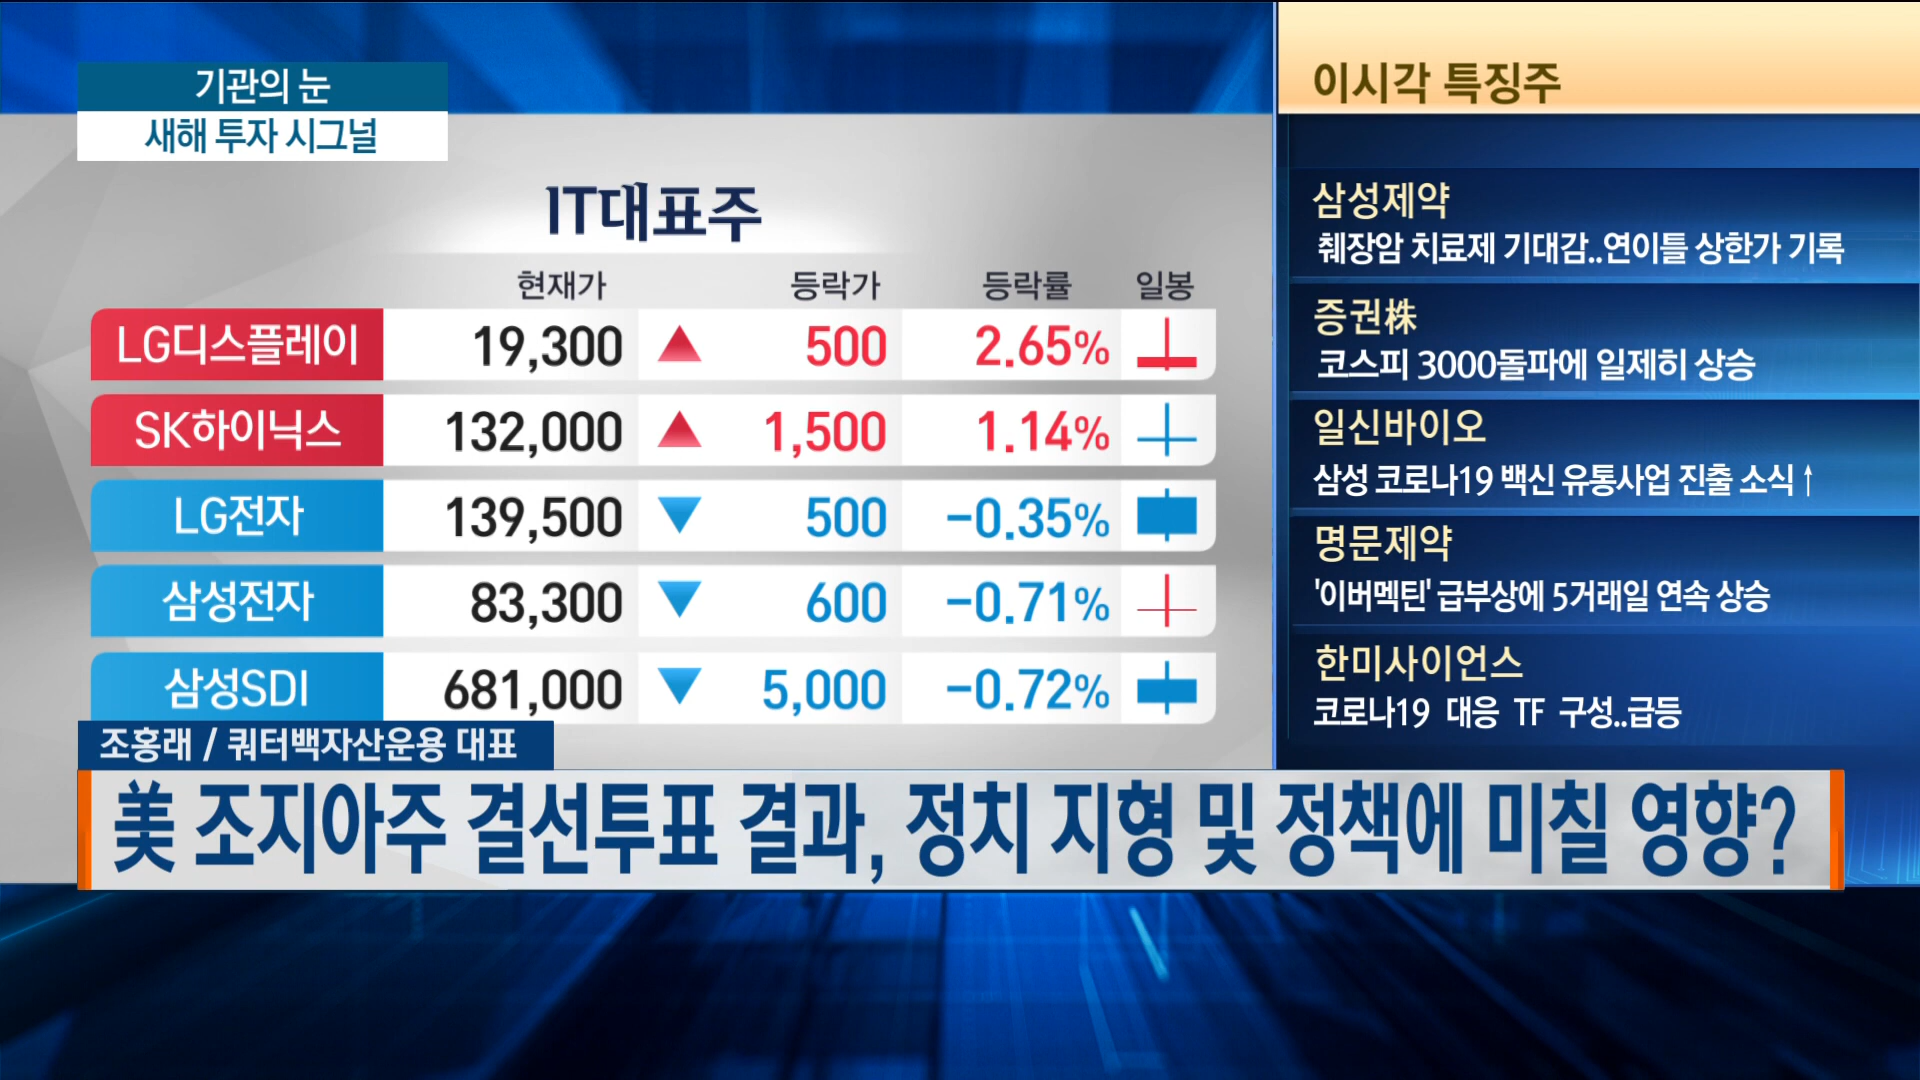 기관의 눈
새해 투자 시그널
IT대표주
현재가 등락가 등락률 일봉
LG디스플레이 19,300 ▲ 500 2.65%
SK하이닉스 132,000 ▲ 1,500 1.14%
LG전자 139,500 ▼ 500 -0.35%
삼성전자 83,300 ▼ 600 -0.71%
삼성SDI 681,000 ▼ 5,000 -0.72%
이시각 특징주
삼성제약
췌장암 치료제 기대감..연이틀 상한가 기록
증권株
코스피 3000돌파에 일제히 상승
일신바이오
삼성 코로나19 백신 유통사업 진출 소식↑
명문제약
'이버멕틴' 급부상에 5거래일 연속 상승
한미사이언스
코로나19 대응 TF 구성..급등
조홍래 / 쿼터백자산운용 대표
美 조지아주 결선투표 결과, 정치 지형 및 정책에 미칠 영향?